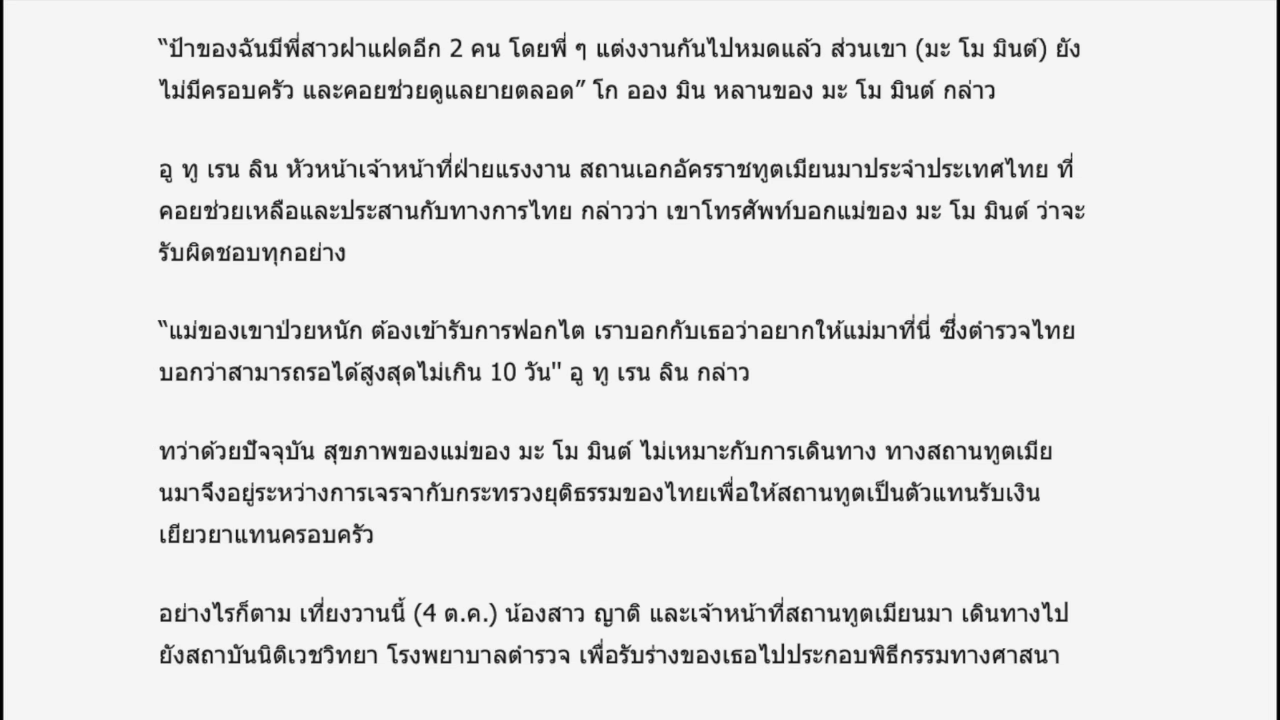 “ป้าของฉันมีพี่สาวฝาแฝดอีก 2 คน โดยพี่ ๆ แต่งงานกันไปหมดแล้ว ส่วนเขา (มะ โม มินต์) ยัง
ไม่มีครอบครัว และคอยช่วยดูแลยายตลอด” โก ออง มิน หลานของ มะ โม มินต์ กล่าว
อู ทู เรน ลิน หัวหน้าเจ้าหน้าที่ฝ่ายแรงงาน สถานเอกอัครราชทูตเมียนมาประจำประเทศไทย ที่
คอยช่วยเหลือและประสานกับทางการไทย กล่าวว่า เขาโทรศัพท์บอกแม่ของ มะ โม มินต์ ว่าจะ
รับผิดชอบทุกอย่าง
“แม่ของเขาป่วยหนัก ต้องเข้ารับการฟอกไต เราบอกกับเธอว่าอยากให้แม่มาที่นี่ ซึ่งตำรวจไทย
บอกว่าสามารถรอได้สูงสุดไม่เกิน 10 วัน" อู ทู เรน ลิน กล่าว
ทว่าด้วยปัจจุบัน สุขภาพของแม่ของ มะ โม มินต์ ไม่เหมาะกับการเดินทาง ทางสถานทูตเมีย
นมาจึงอยู่ระหว่างการเจรจากับกระทรวงยุติธรรมของไทยเพื่อให้สถานทูตเป็นตัวแทนรับเงิน
เยียวยาแทนครอบครัว
อย่างไรก็ตาม เที่ยงวานนี้ (4 ต.ค.) น้องสาว ญาติ และเจ้าหน้าที่สถานทูตเมียนมา เดินทางไป
ยังสถาบันนิติเวชวิทยา โรงพยาบาลตำรวจ เพื่อรับร่างของเธอไปประกอบพิธีกรรมทางศาสนา